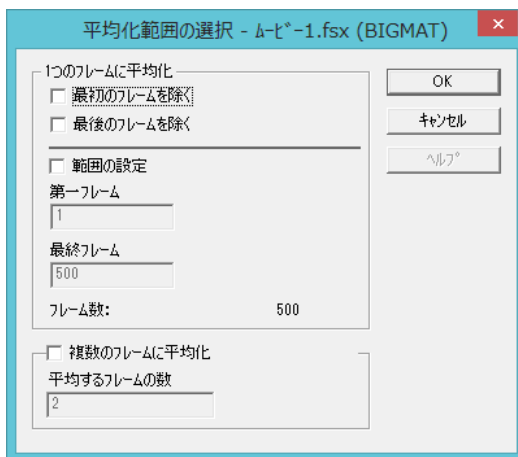 平均化範囲の選択 - ムービー1.fsx (BIGMAT)
1つのフレームに平均化
最初のフレームを除く
最後のフレームを除く
範囲の設定
第一フレーム
1
最終フレーム
500
フレーム数: 500
複数のフレームに平均化
平均するフレームの数
2
OK
キャンセル
ヘルプ